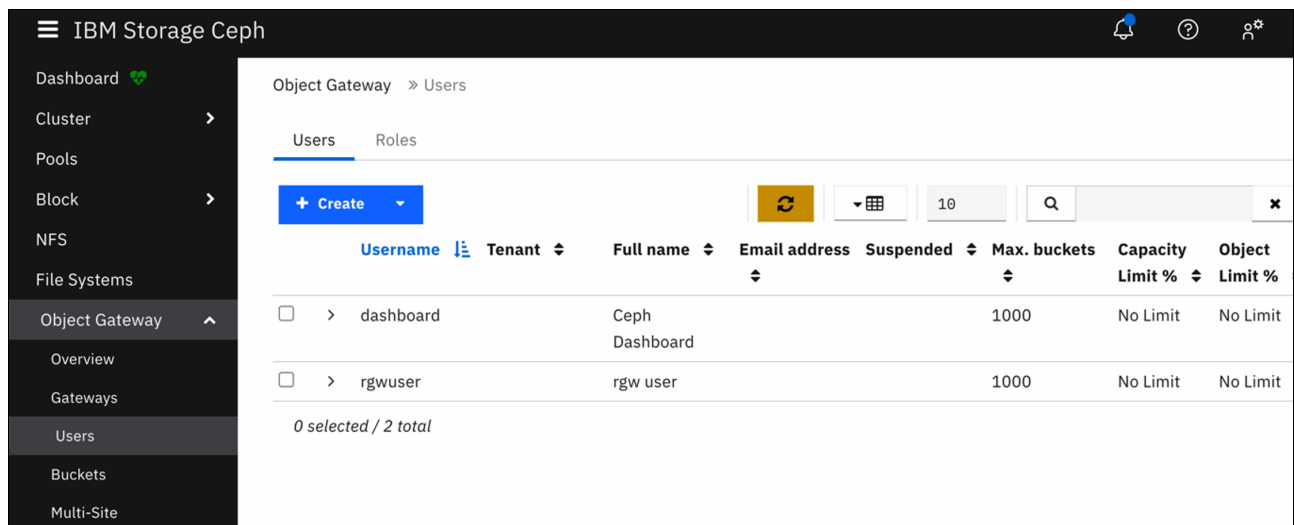 IBM Storage Ceph
Dashboard
Cluster
Pools
Block
NFS
File Systems
Object Gateway
Overview
Gateways
Users
Buckets
Multi-Site
Object Gateway » Users
Users Roles
+ Create 10
Username Tenant Full name Email address Suspended Max. buckets Capacity Limit % Object Limit %
dashboard Ceph Dashboard 1000 No Limit No Limit
rgwuser rgw user 1000 No Limit No Limit
0 selected / 2 total